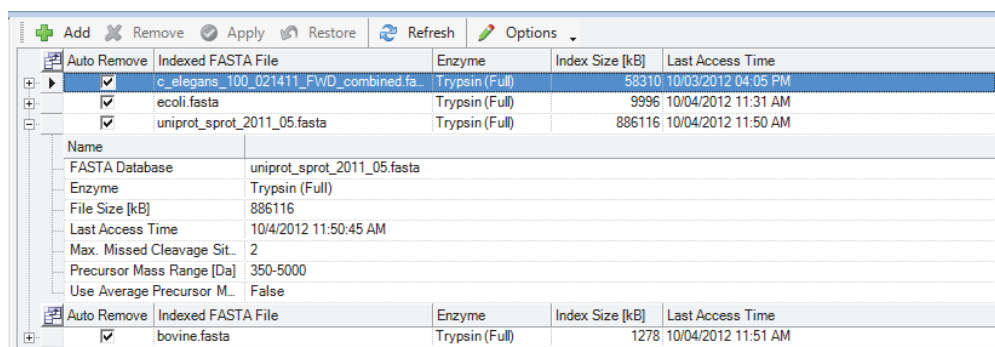 Add Remove Apply Restore Refresh Options
Auto Remove Indexed FASTA File Enzyme Index Size [kB] Last Access Time
c_elegans_100_021411_FWD_combined.fa... Trypsin (Full) 58310 10/03/2012 04:05 PM
ecoli.fasta Trypsin (Full) 9996 10/04/2012 11:31 AM
uniprot_sprot_2011_05.fasta Trypsin (Full) 886116 10/04/2012 11:50 AM
Name
FASTA Database uniprot_sprot_2011_05.fasta
Enzyme Trypsin (Full)
File Size [kB] 886116
Last Access Time 10/4/2012 11:50:45 AM
Max. Missed Cleavage Sit... 2
Precursor Mass Range [Da] 350-5000
Use Average Precursor M... False
Auto Remove Indexed FASTA File Enzyme Index Size [kB] Last Access Time
bovine.fasta Trypsin (Full) 1278 10/04/2012 11:51 AM